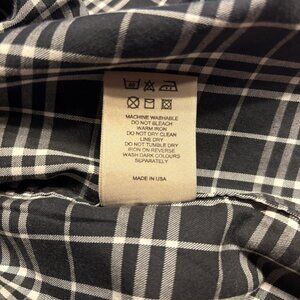 MACHINE WASHABLE
DO NOT BLEACH
WARM IRON
DO NOT DRY CLEAN
LINE DRY
DO NOT TUMBLE DRY
IRON ON REVERSE
WASH DARK COLOURS
SEPARATELY
MADE IN USA